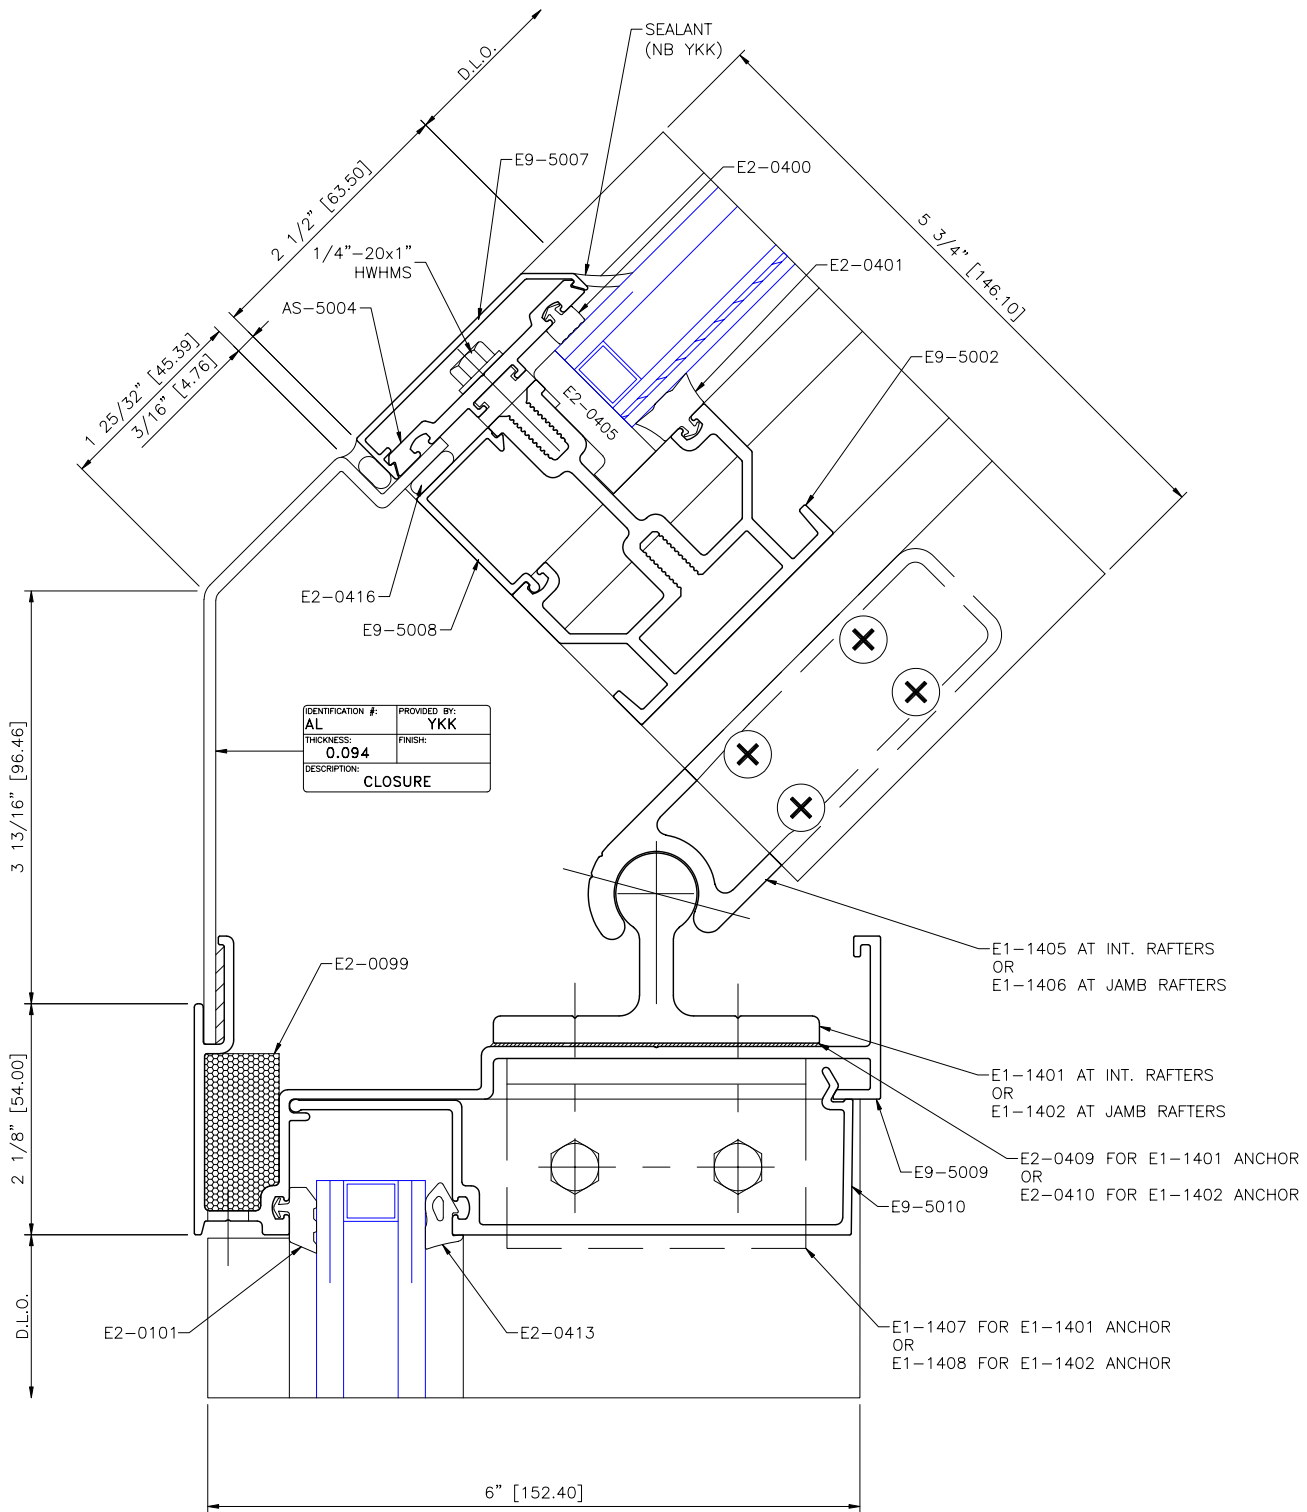 SEALANT
(NB YKK)
D.L.O.
E9-5007
E2-0400
2 1/2" [63.50]
5 3/4" [146.10]
1/4"-20x1"
HWHMS
E2-0401
AS-5004
1 25/32" [45.39]
3/16" [4.76]
E9-5002
E2-0405
E2-0416
E9-5008
IDENTIFICATION #:
AL
PROVIDED BY:
YKK
THICKNESS:
0.094
FINISH:
DESCRIPTION:
CLOSURE
3 13/16" [96.46]
E2-0099
E1-1405 AT INT. RAFTERS
OR
E1-1406 AT JAMB RAFTERS
2 1/8" [54.00]
E1-1401 AT INT. RAFTERS
OR
E1-1402 AT JAMB RAFTERS
E2-0409 FOR E1-1401 ANCHOR
OR
E2-0410 FOR E1-1402 ANCHOR
E9-5009
E9-5010
D.L.O.
E2-0101
E2-0413
E1-1407 FOR E1-1401 ANCHOR
OR
E1-1408 FOR E1-1402 ANCHOR
6" [152.40]